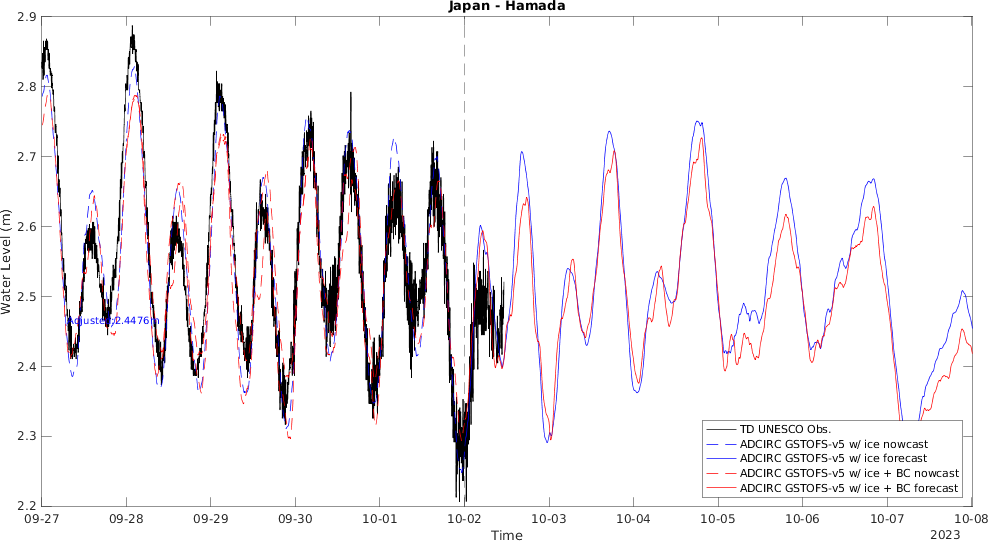 Japan - Hamada
Water Level (m)
2.9
2.8
2.7
2.6
2.5
2.4
2.3
2.2
Adjusted:2.4476m
TD UNESCO Obs.
ADCIRC GSTOFS-v5 w/ ice nowcast
ADCIRC GSTOFS-v5 w/ ice forecast
ADCIRC GSTOFS-v5 w/ ice + BC nowcast
ADCIRC GSTOFS-v5 w/ ice + BC forecast
09-27 09-28 09-29 09-30 10-01 10-02 10-03 10-04 10-05 10-06 10-07 10-08
Time
2023